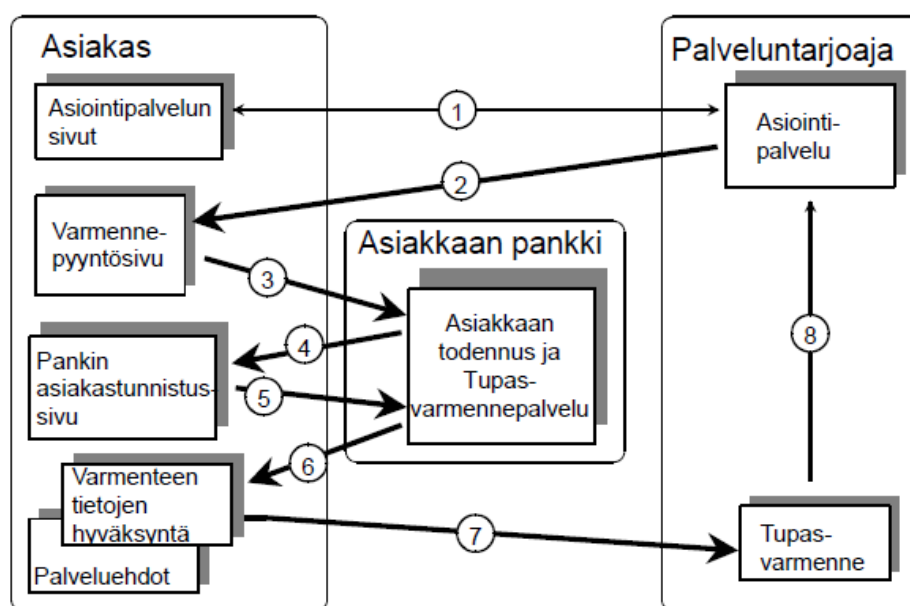 Asiakas
Palveluntarjoaja
Asiointipalvelun
sivut
1
Asiointi-
palvelu
2
Varmenne-
pyyntösivu
3
Asiakkaan pankki
Asiakkaan
todennus ja
Tupas-
varmennepalvelu
4
Pankin
asiakastunnistus-
sivu
5
8
6
Varmenteen
tietojen
hyväksyntä
7
Palveluehdot
Tupas-
varmenne